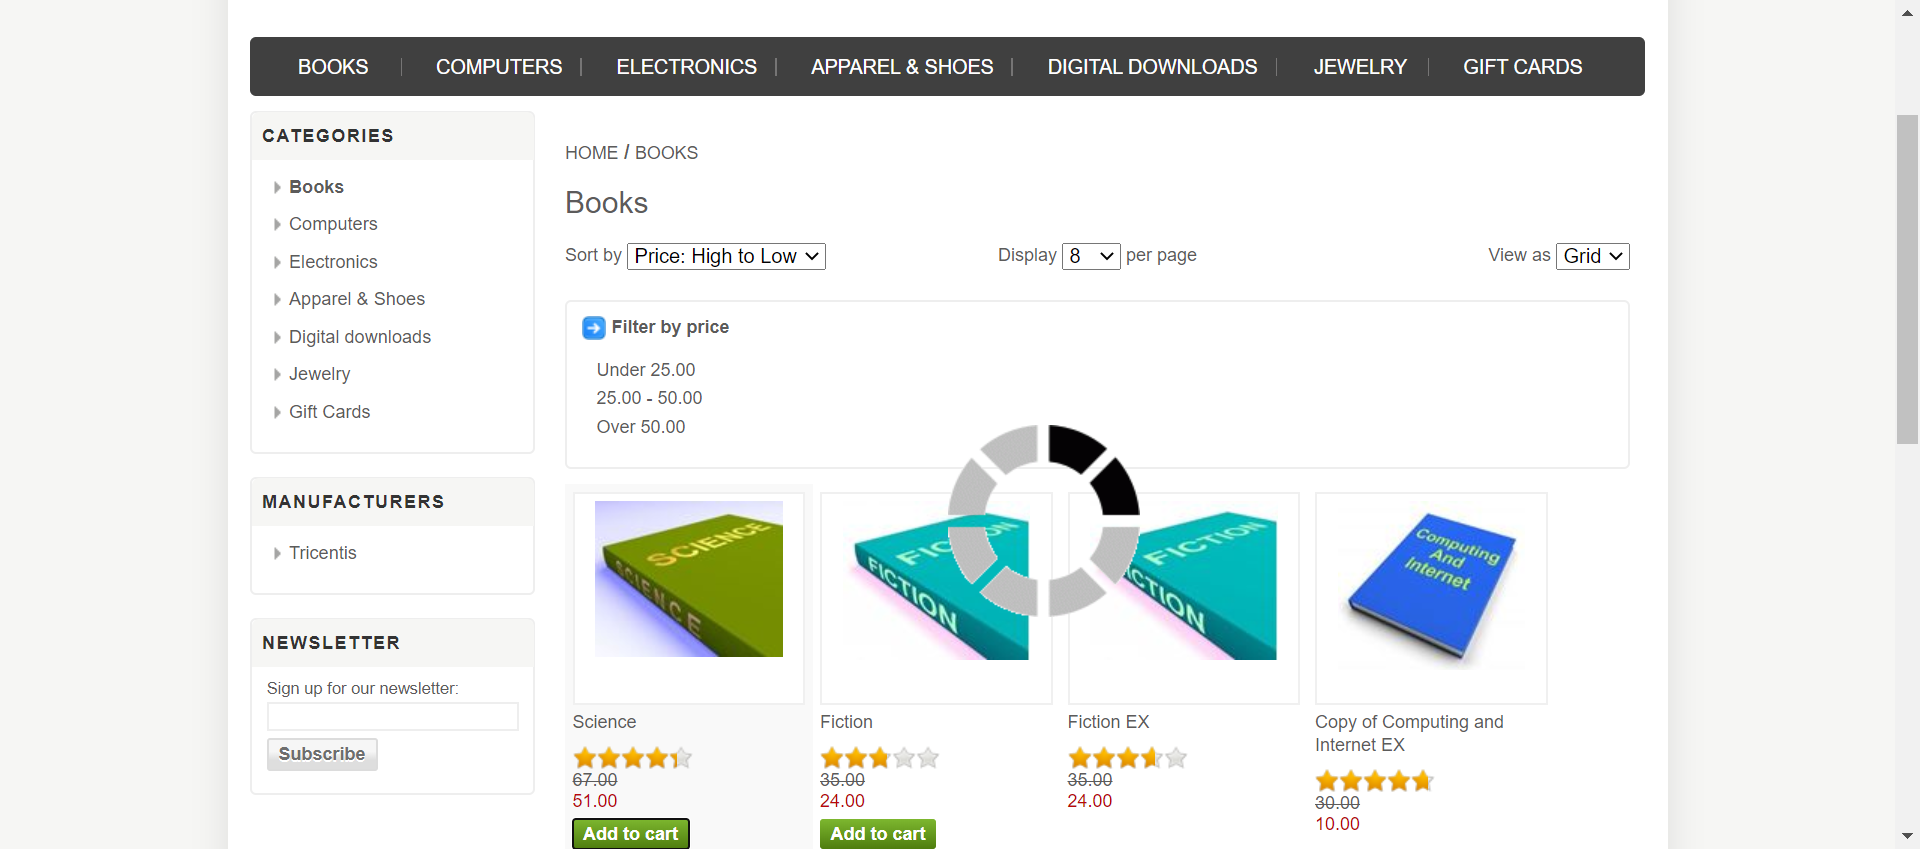 BOOKS
COMPUTERS
ELECTRONICS
APPAREL & SHOES
DIGITAL DOWNLOADS
JEWELRY
GIFT CARDS
CATEGORIES
Books
Computers
Electronics
Apparel & Shoes
Digital downloads
Jewelry
Gift Cards
MANUFACTURERS
Tricentis
NEWSLETTER
Sign up for our newsletter:
Subscribe
HOME / BOOKS
Books
Sort by Price: High to Low
Display 8 per page
View as Grid
Filter by price
Under 25.00
25.00 - 50.00
Over 50.00
SCIENCE
SCIENCE
Science
67.00
51.00
Add to cart
FICTION
FICTION
Fiction
35.00
24.00
Add to cart
FICTION
Fiction EX
35.00
24.00
Computing
And
Internet
Copy of Computing and
Internet EX
30.00
10.00